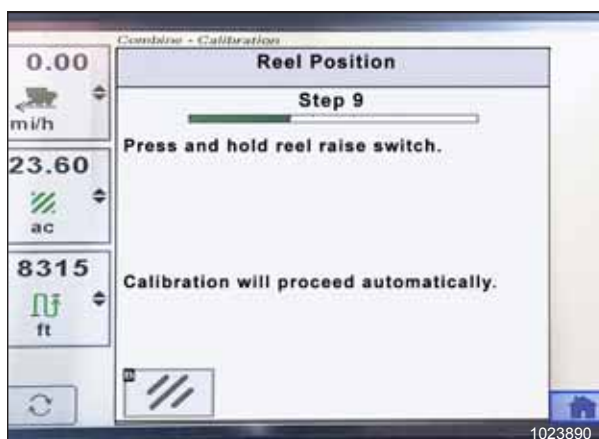 Combine - Calibration
Reel Position
Step 9
Press and hold reel raise switch.
Calibration will proceed automatically.
0.00
mi/h
23.60
ac
8315
ft
1023890